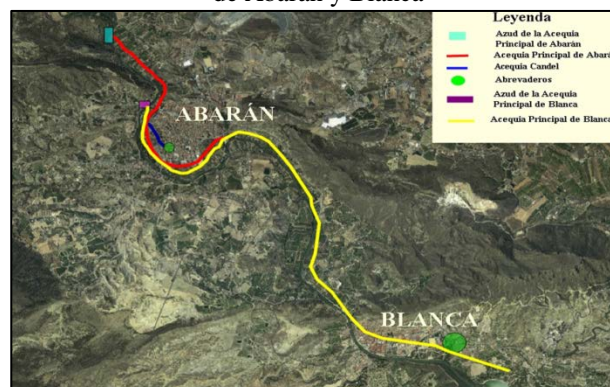 de Abarán y Blanca
Leyenda
Azud de la Acequia
Principal de Abarán
Acequia Principal de Abarán
Acequia Candel
Abrevaderos
Azud de la Acequia
Principal de Blanca
Acequia Principal de Blanca
ABARÁN
BLANCA